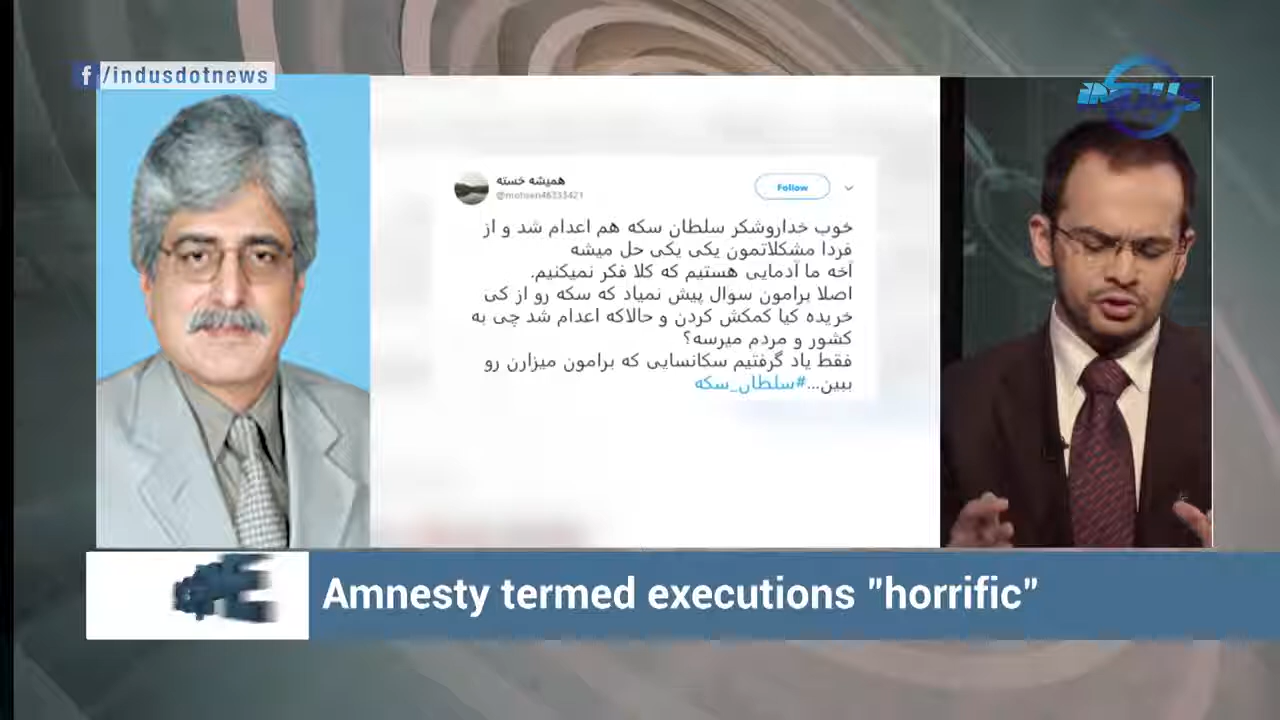 f/indusdotnews
INDUS
همیشه خسته
@mohsen46333421
Follow
خوب خداروشکر سلطان سکه هم اعدام شد و از
فردا مشکلاتمون یکی یکی حل میشه
آخه ما آدمایی هستیم که کلا فکر نمیکنیم.
اصلا برامون سوال پیش نمیاد که سکه رو از کی
خریده کیا کمکش کردن و حالاکه اعدام شد چی به
کشور و مردم میرسه؟
فقط یاد گرفتیم سکانسایی که برامون میزارن رو
ببین...#سلطان_سکه
Amnesty termed executions "horrific"